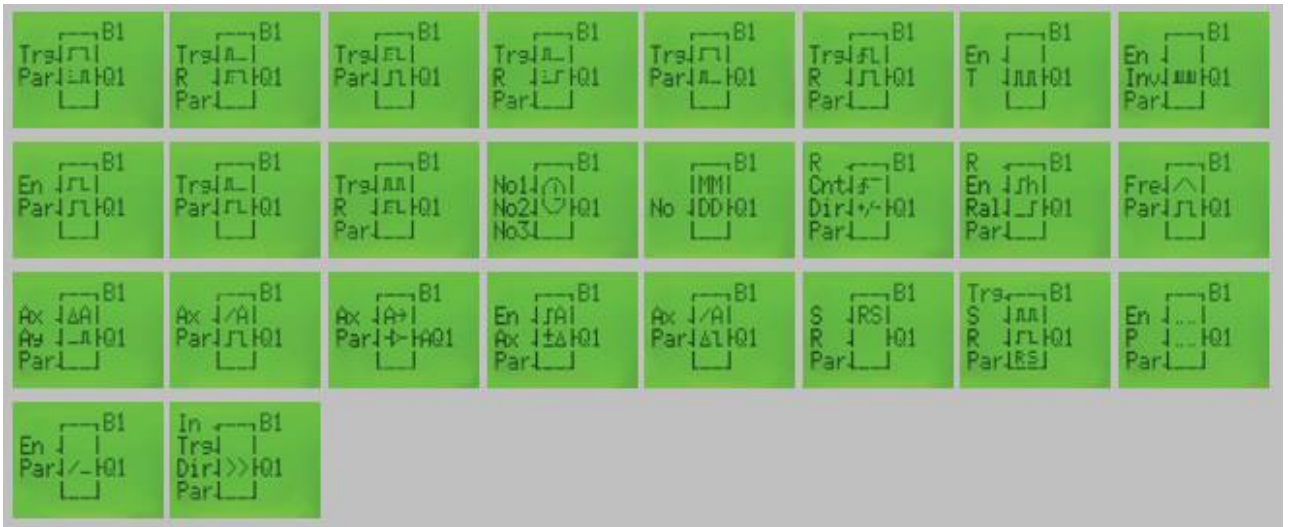 B1
Trg
Par Q1
B1
Trg
R Q1
Par
B1
Trg
Par Q1
B1
Trg
R Q1
Par
B1
Trg
Par Q1
B1
Trg
R Q1
Par
B1
En
T Q1
B1
En
Inv Q1
Par
B1
En
Par Q1
B1
Trg
Par Q1
B1
Trg
R Q1
Par
B1
No1
No2 Q1
No3
B1
MM
No DD Q1
R B1
Cnt
Dir +/- Q1
Par
R B1
En h
Ral Q1
Par
B1
Fre
Par Q1
B1
Ax ΔA
Ay Q1
Par
B1
Ax /A
Par Q1
B1
Ax A→
Par AQ1
B1
En A
Ax ±Δ Q1
Par
B1
Ax /A
Par Δ Q1
B1
S RS
R Q1
Par
Trg B1
S
R Q1
Par RS
B1
En ...
P ... Q1
Par
B1
En
Par Q1
In B1
Trg
Dir >> Q1
Par